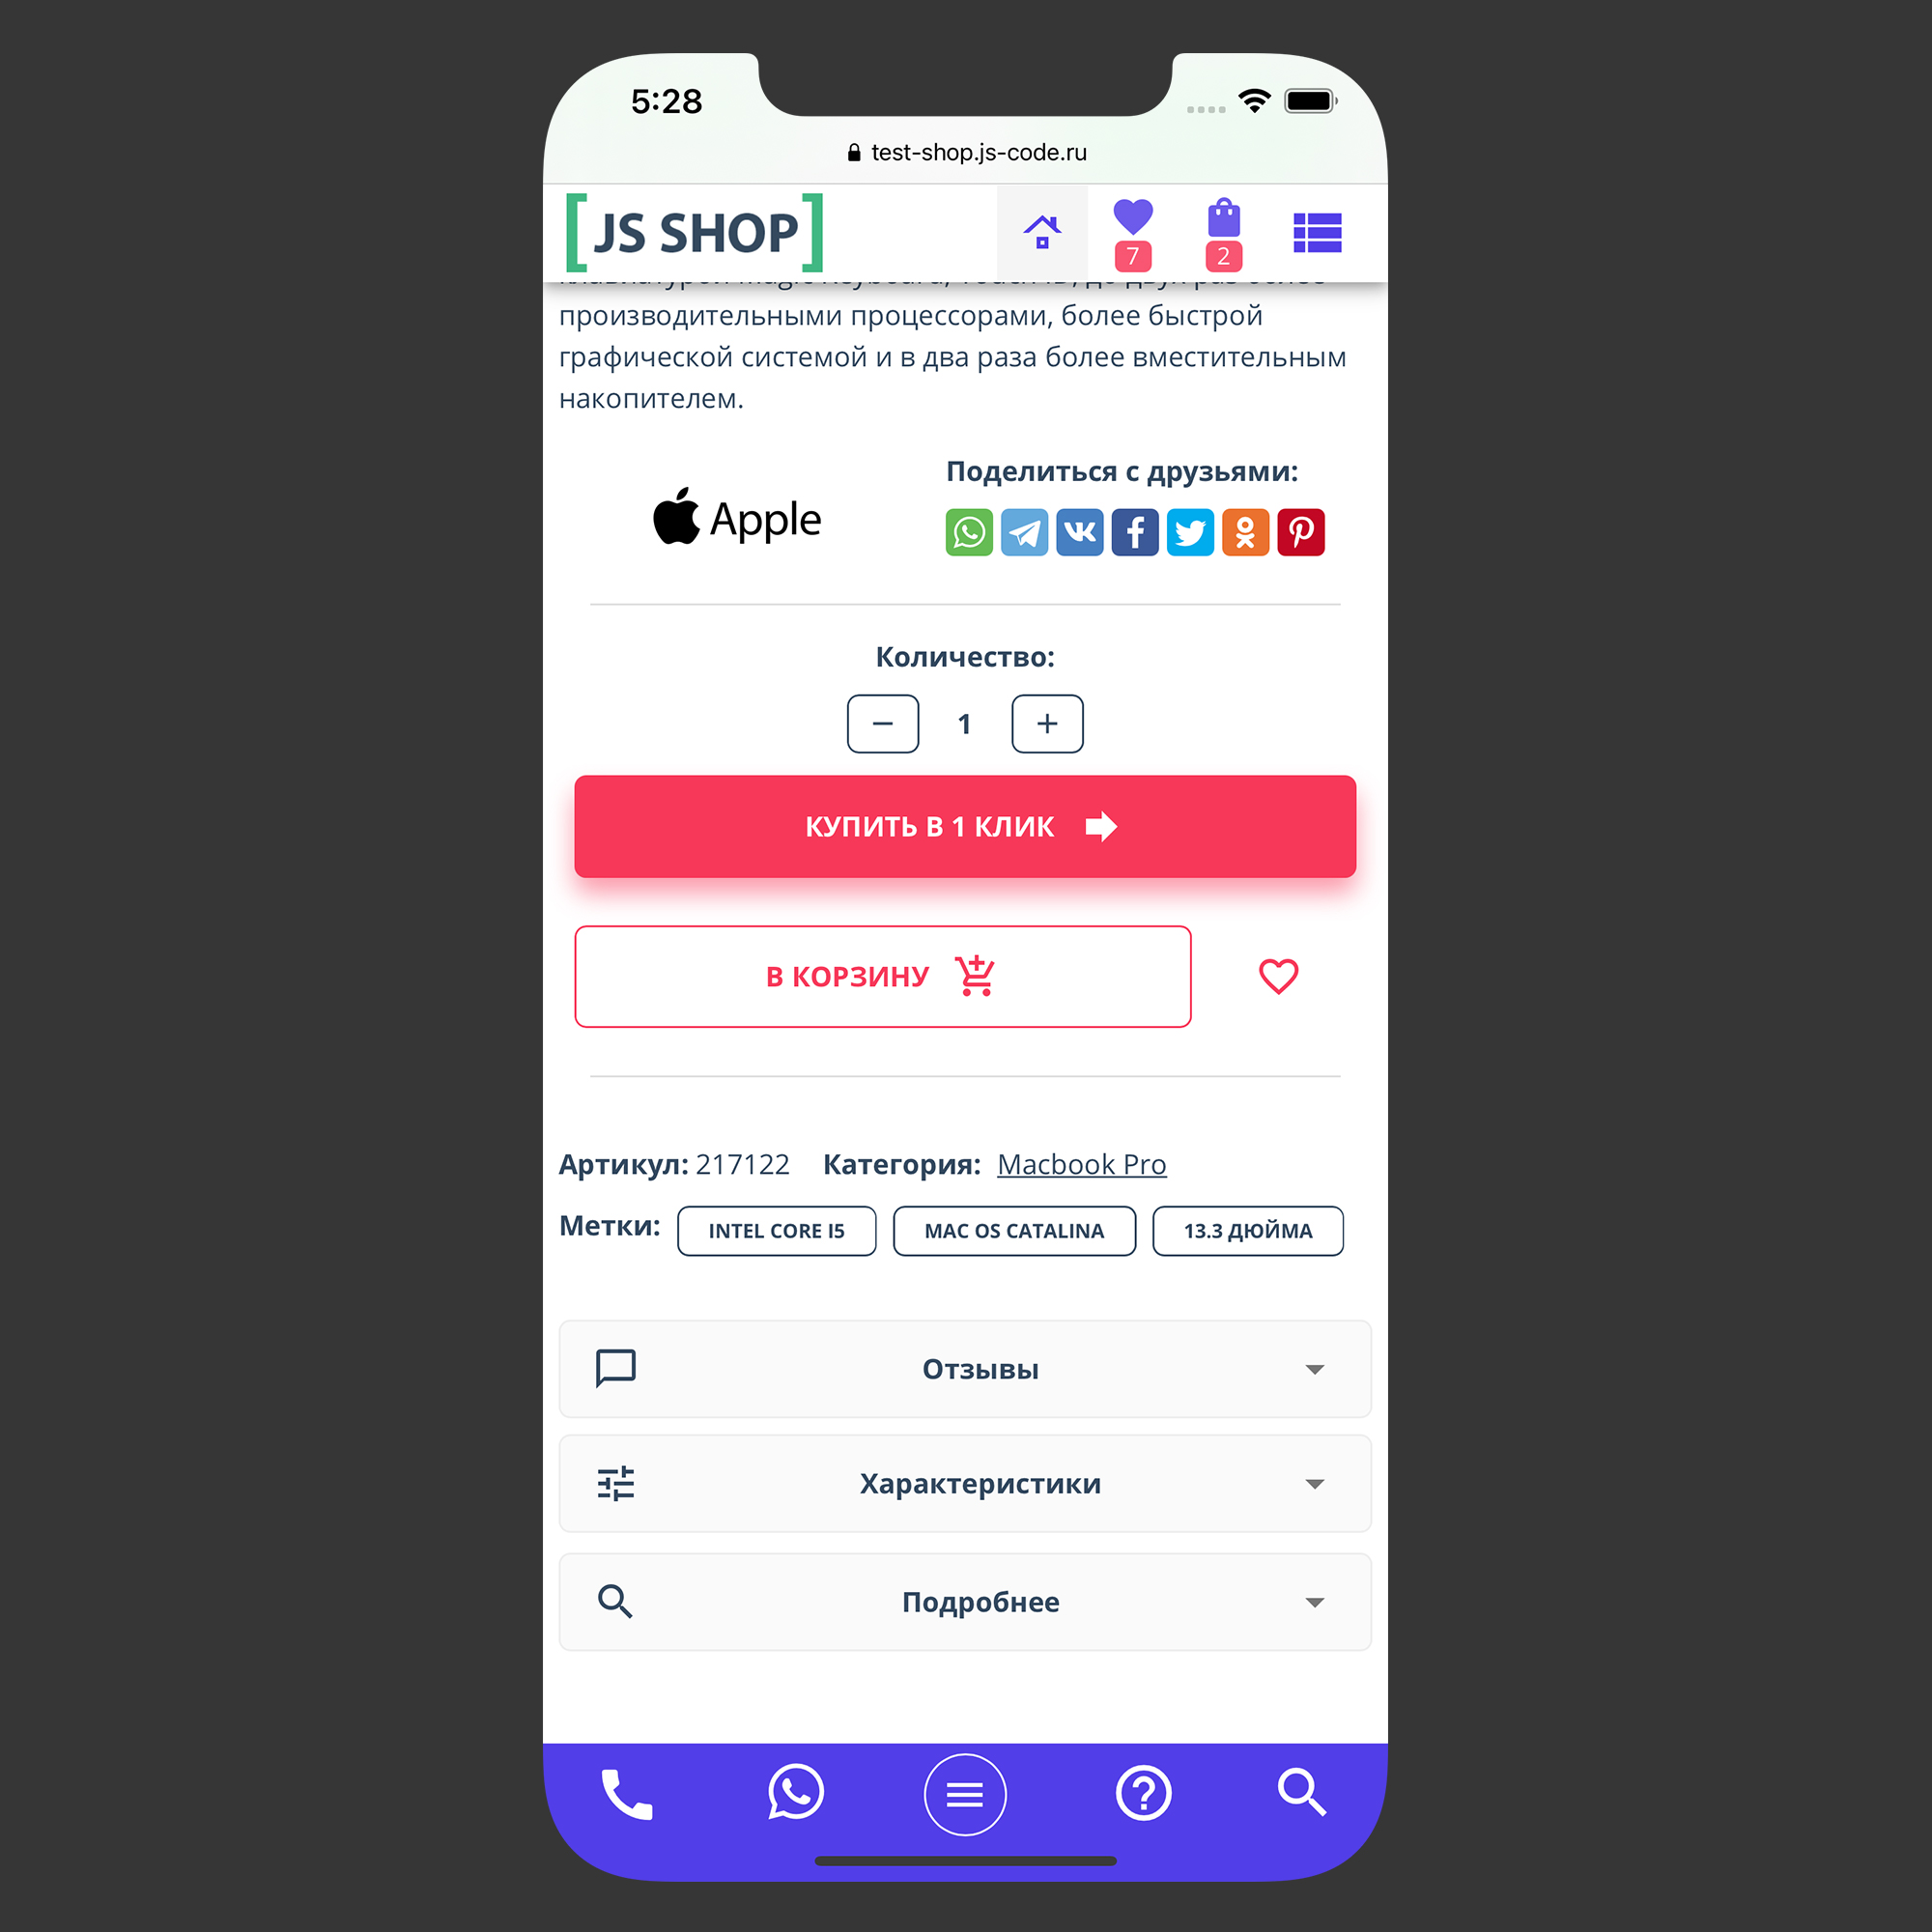 5:28
test-shop.js-code.ru
[JS SHOP]
7
2
производительными процессорами, более быстрой
графической системой и в два раза более вместительным
накопителем.
Apple
Поделиться с друзьями:
Количество:
− 1 +
КУПИТЬ В 1 КЛИК
В КОРЗИНУ
Артикул: 217122 Категория: Macbook Pro
Метки: INTEL CORE I5 MAC OS CATALINA 13.3 ДЮЙМА
Отзывы
Характеристики
Подробнее